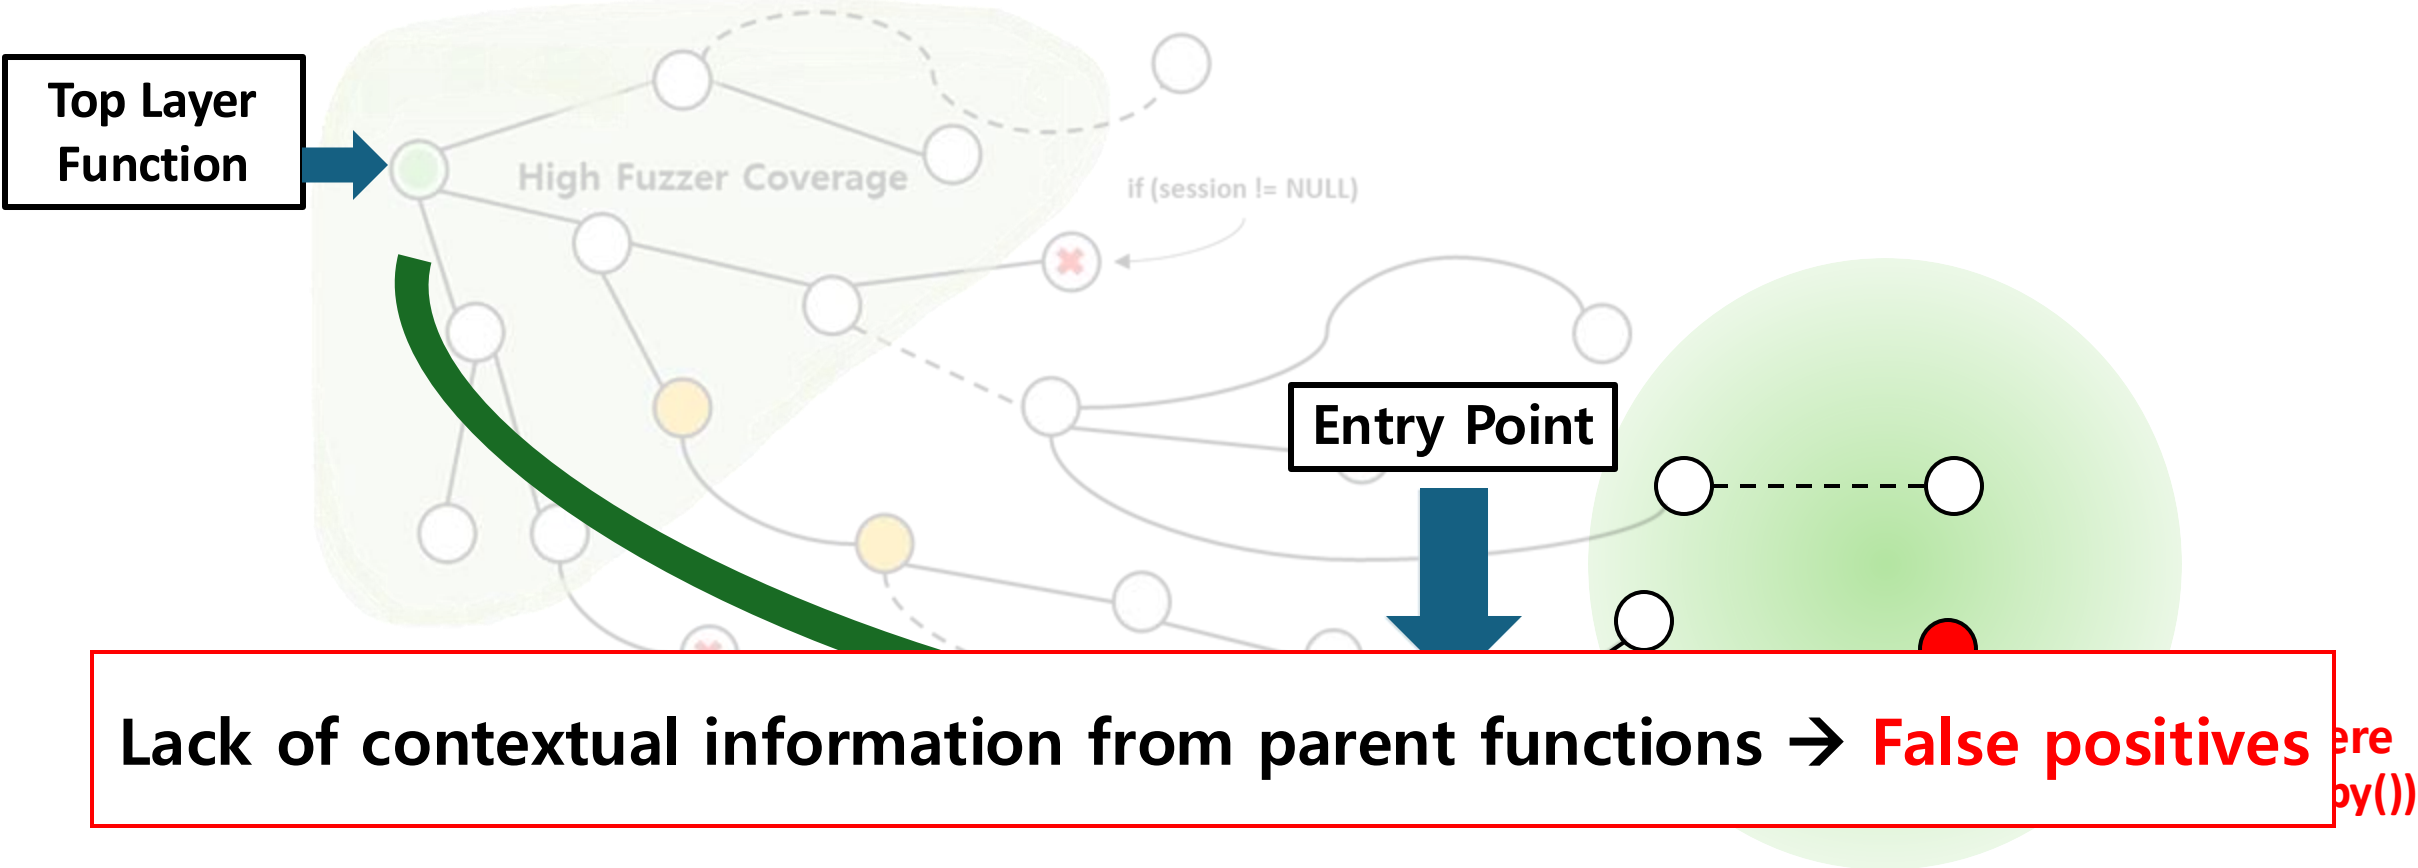 Top Layer
Function
High Fuzzer Coverage
if (session != NULL)
Entry Point
Lack of contextual information from parent functions → False positives